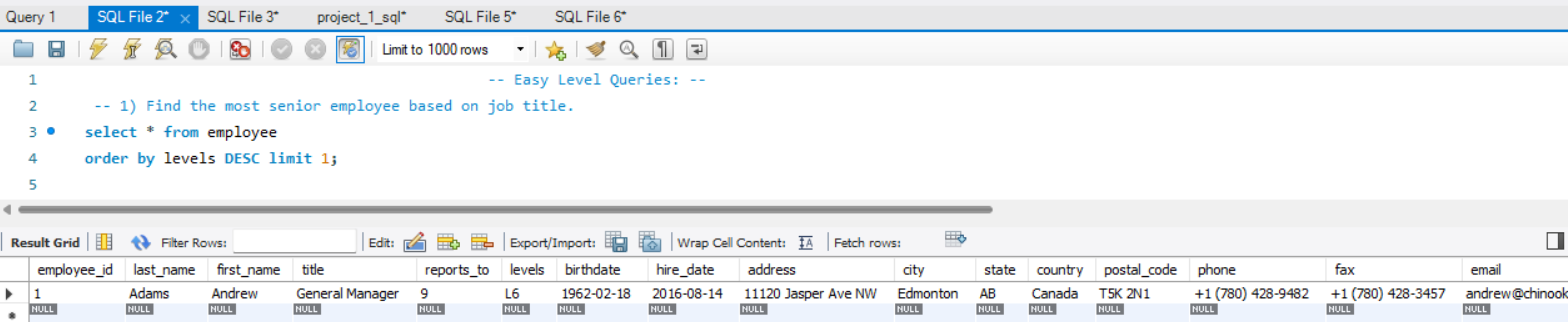 Query 1 SQL File 2* SQL File 3* project_1_sql* SQL File 5* SQL File 6*
Limit to 1000 rows
1 -- Easy Level Queries: --
2 -- 1) Find the most senior employee based on job title.
3 select * from employee
4 order by levels DESC limit 1;
5
Result Grid Filter Rows: Edit: Export/Import: Wrap Cell Content: IA Fetch rows:
employee_id last_name first_name title reports_to levels birthdate hire_date address city state country postal_code phone fax email
1 Adams Andrew General Manager 9 L6 1962-02-18 2016-08-14 11120 Jasper Ave NW Edmonton AB Canada T5K 2N1 +1 (780) 428-9482 +1 (780) 428-3457 andrew@chinook
NULL NULL NULL NULL NULL NULL NULL NULL NULL NULL NULL NULL NULL NULL NULL NULL